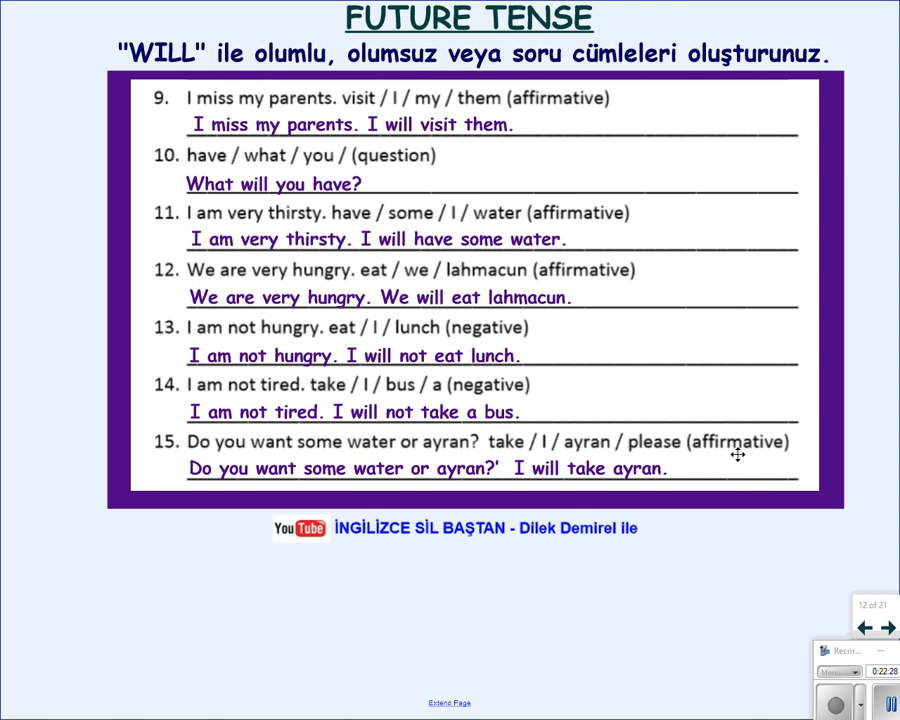 FUTURE TENSE
"WILL" ile olumlu, olumsuz veya soru cümleleri oluşturunuz.
9. I miss my parents. visit / I / my / them (affirmative)
I miss my parents. I will visit them.
10. have / what / you / (question)
What will you have?
11. I am very thirsty. have / some / I / water (affirmative)
I am very thirsty. I will have some water.
12. We are very hungry. eat / we / lahmacun (affirmative)
We are very hungry. We will eat lahmacun.
13. I am not hungry. eat / I / lunch (negative)
I am not hungry. I will not eat lunch.
14. I am not tired. take / I / bus / a (negative)
I am not tired. I will not take a bus.
15. Do you want some water or ayran? take / I / ayran / please (affirmative)
Do you want some water or ayran?' I will take ayran.
YouTube İNGİLİZCE SİL BAŞTAN - Dilek Demirel ile
12 of 21
Recor...
Menu
0:22:28
Extend Page